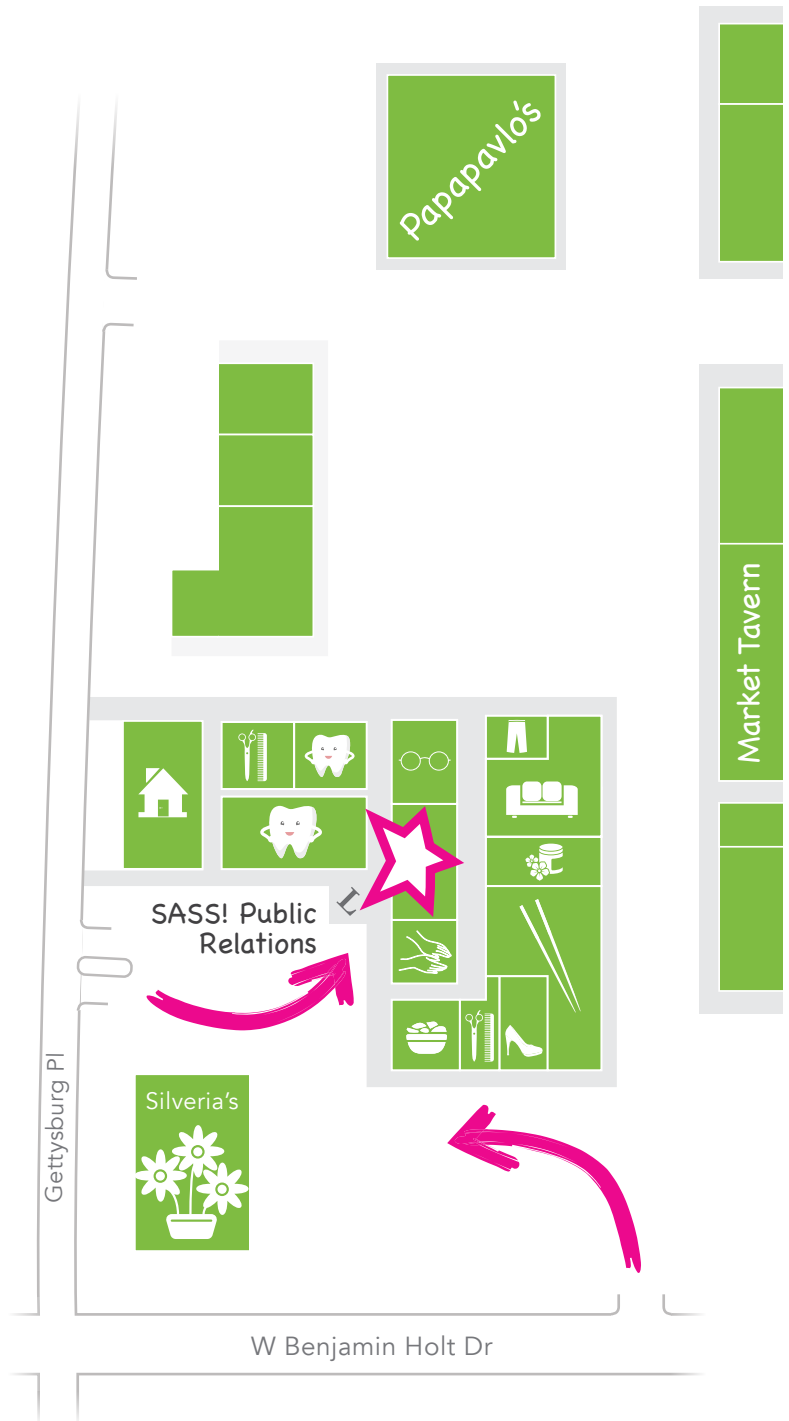 Papapavlo's
Market Tavern
SASS! Public
Relations
L
Silveria's
Gettysburg Pl
W Benjamin Holt Dr